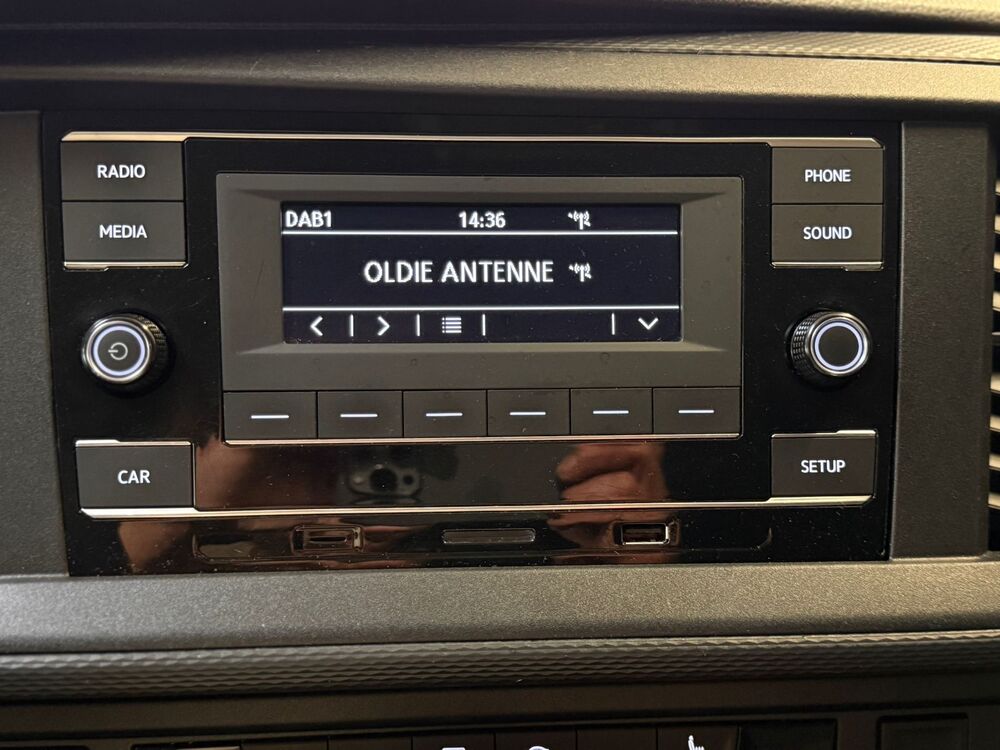 RADIO
MEDIA
DAB1 14:36
OLDIE ANTENNE
PHONE
SOUND
CAR
SETUP